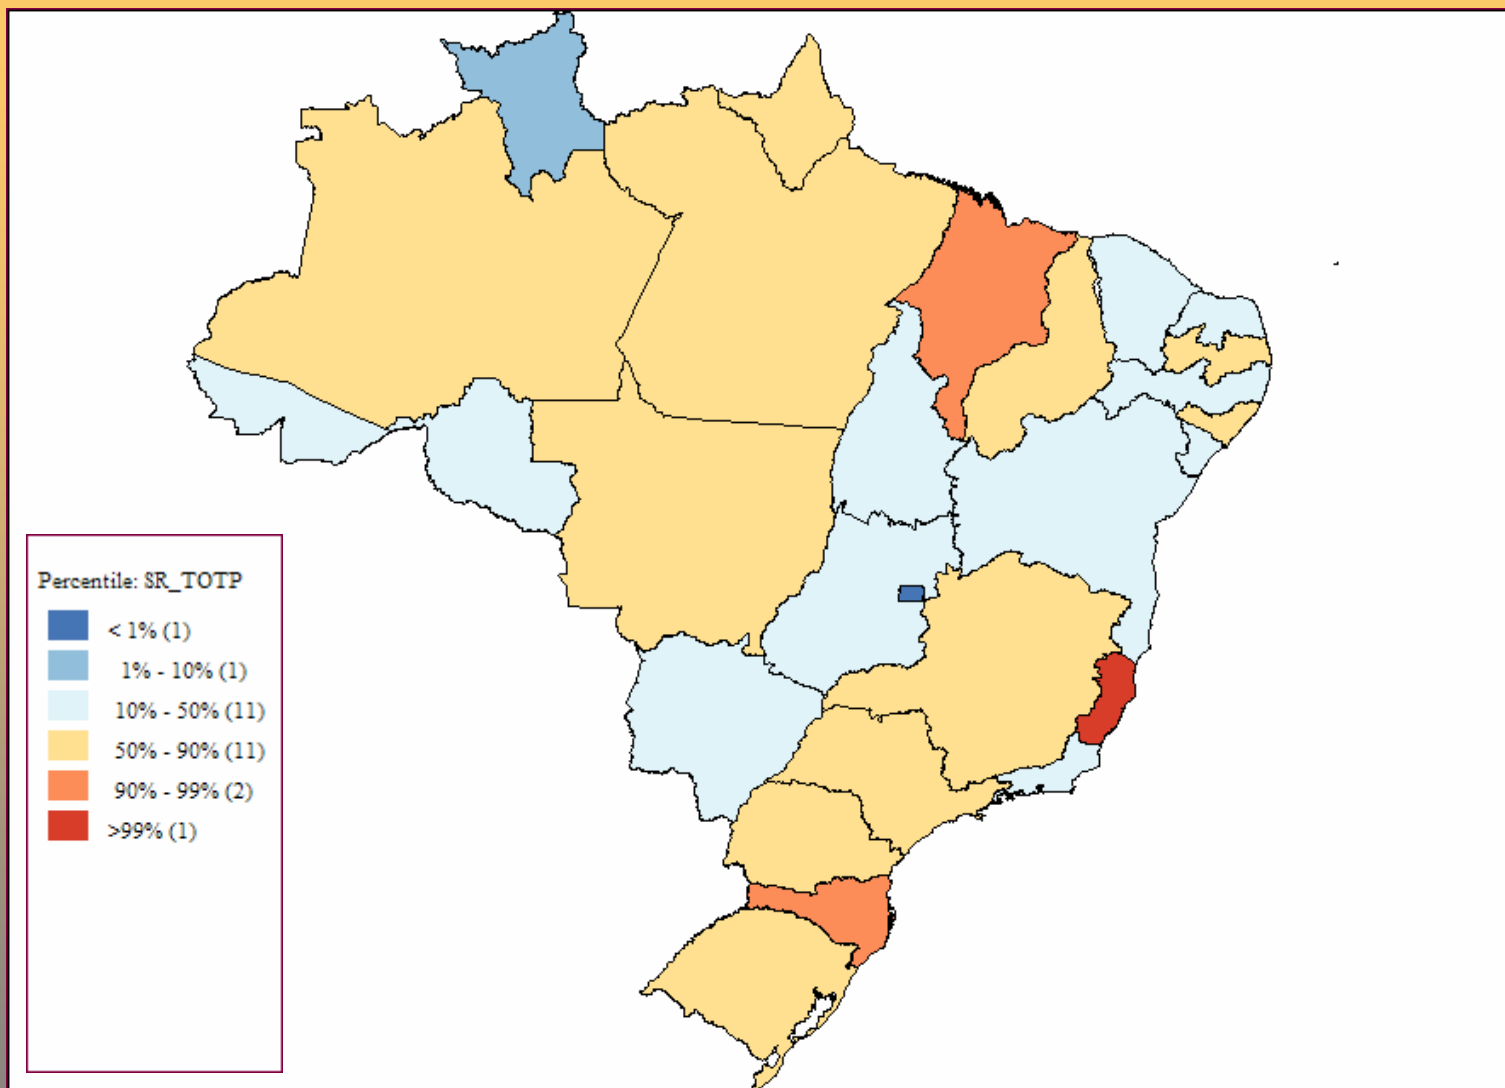 Percentile: SR_TOTP
< 1% (1)
1% - 10% (1)
10% - 50% (11)
50% - 90% (11)
90% - 99% (2)
>99% (1)